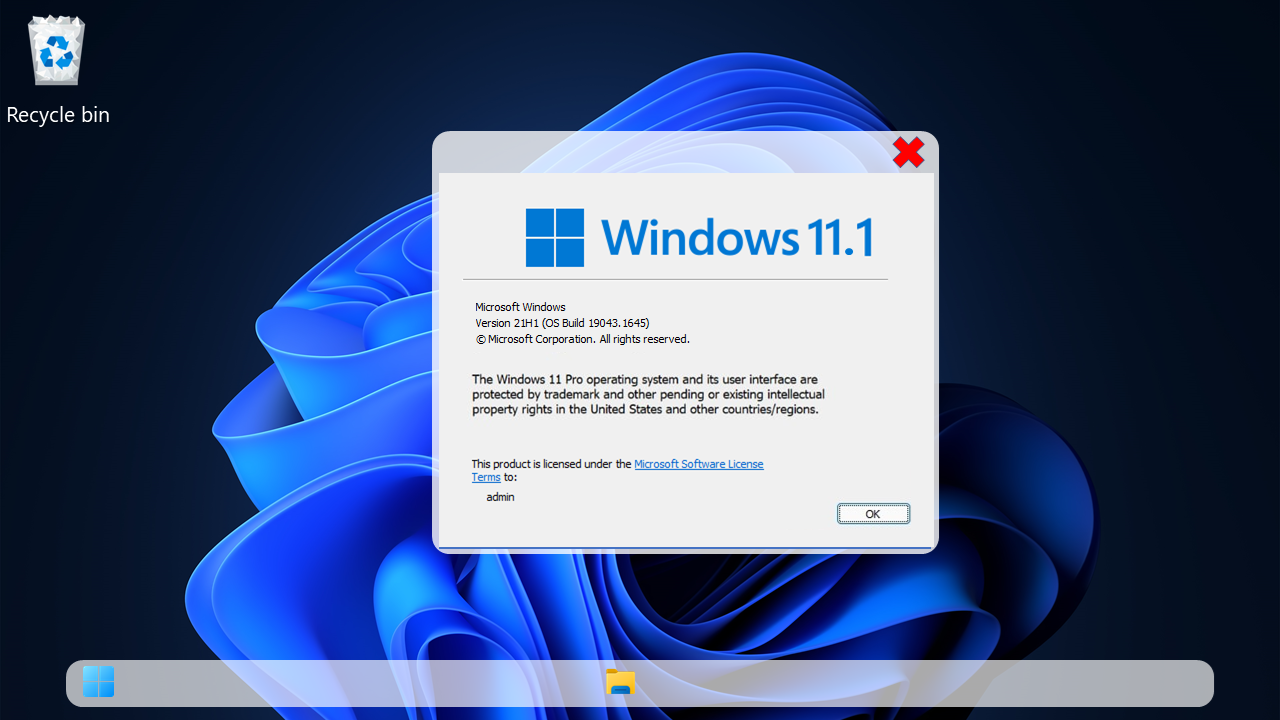 Recycle bin
Windows 11.1
Microsoft Windows
Version 21H1 (OS Build 19043.1645)
© Microsoft Corporation. All rights reserved.
The Windows 11 Pro operating system and its user interface are
protected by trademark and other pending or existing intellectual
property rights in the United States and other countries/regions.
This product is licensed under the Microsoft Software License
Terms to:
admin
OK